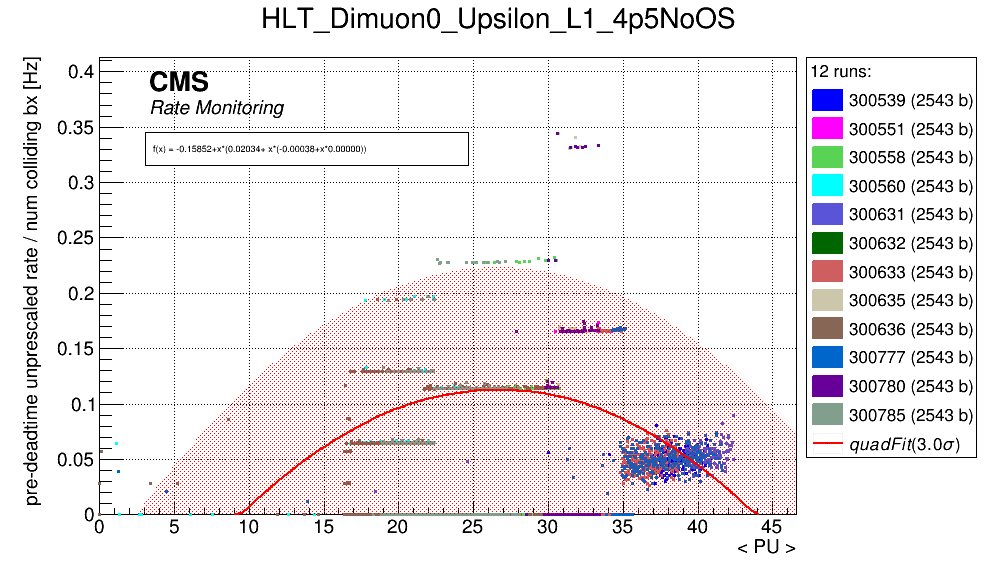 HLT_Dimuon0_Upsilon_L1_4p5NoOS
pre-deadtime unprescaled rate / num colliding bx [Hz]
CMS
Rate Monitoring
f(x) = -0.15852+x*(0.02034+ x*(-0.00038+x*0.00000))
0.4
0.35
0.3
0.25
0.2
0.15
0.1
0.05
0
0 5 10 15 20 25 30 35 40 45
< PU >
12 runs:
300539 (2543 b)
300551 (2543 b)
300558 (2543 b)
300560 (2543 b)
300631 (2543 b)
300632 (2543 b)
300633 (2543 b)
300635 (2543 b)
300636 (2543 b)
300777 (2543 b)
300780 (2543 b)
300785 (2543 b)
quadFit(3.0σ)